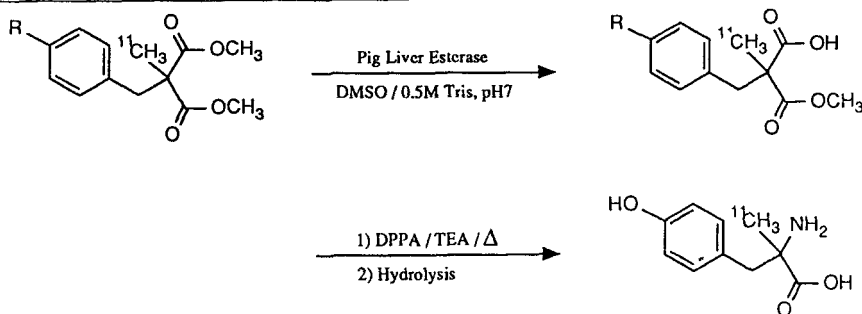 R
11CH3
O
OCH3
OCH3
O
Pig Liver Esterase
DMSO / 0.5M Tris, pH7
R
11CH3
O
OH
OCH3
O
1) DPPA / TEA / Δ
2) Hydrolysis
HO
11CH3
NH2
OH
O